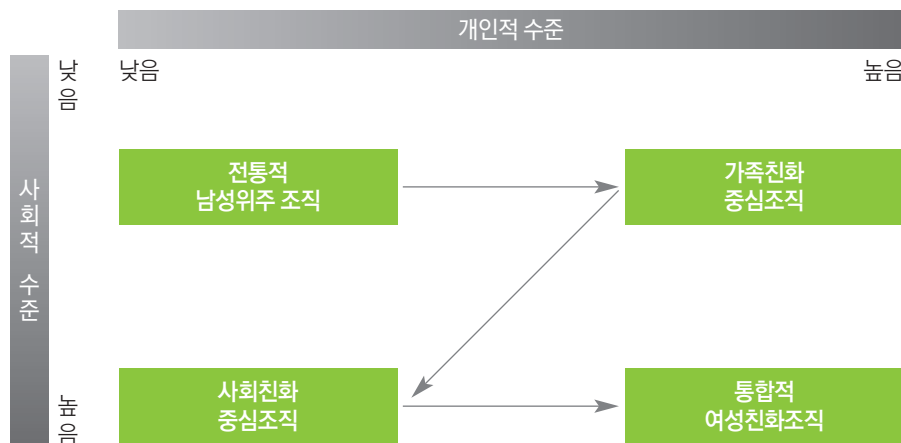 개인적 수준
낮음
높음
사회적 수준
낮음
전통적
남성위주 조직
가족친화
중심조직
높음
사회친화
중심조직
통합적
여성친화조직